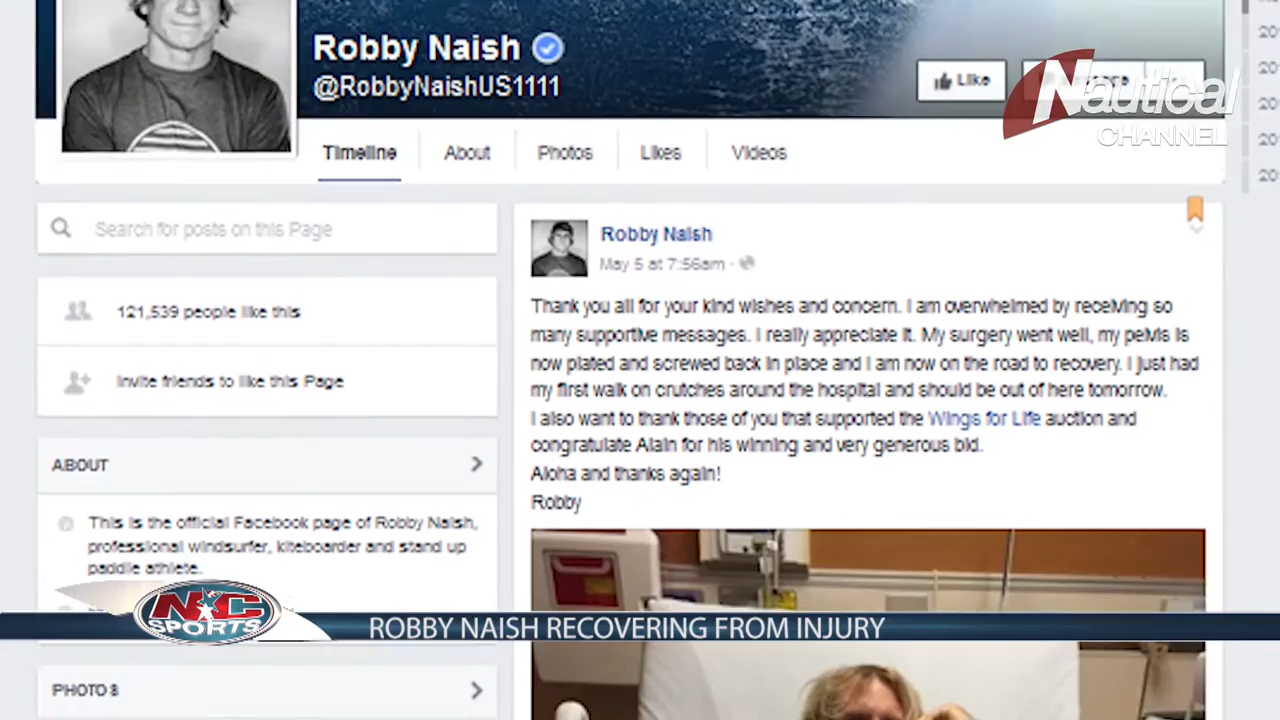 Robby Naish
@RobbyNaishUS1111
Like
Nautical
CHANNEL
Timeline
About
Photos
Likes
Videos
Search for posts on this Page
121,539 people like this
Invite friends to like this Page
ABOUT
This is the official Facebook page of Robby Naish,
professional windsurfer, kiteboarder and stand up
paddle athlete.
PHOTOS
Robby Naish
May 5 at 7:56am
Thank you all for your kind wishes and concern. I am overwhelmed by receiving so
many supportive messages. I really appreciate it. My surgery went well, my pelvis is
now plated and screwed back in place and I am now on the road to recovery. I just had
my first walk on crutches around the hospital and should be out of here tomorrow.
I also want to thank those of you that supported the Wings for Life auction and
congratulate Alain for his winning and very generous bid.
Aloha and thanks again!
Robby
NC
SPORTS
ROBBY NAISH RECOVERING FROM INJURY